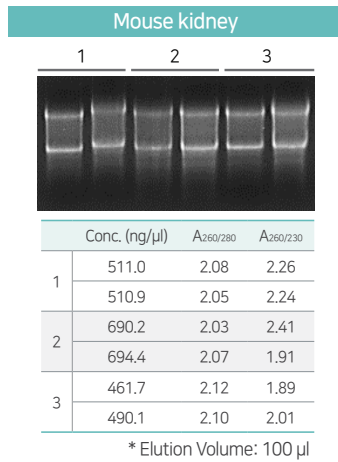 Mouse kidney
1 2 3
Conc. (ng/µl) A260/280 A260/230
1
511.0 2.08 2.26
510.9 2.05 2.24
2
690.2 2.03 2.41
694.4 2.07 1.91
3
461.7 2.12 1.89
490.1 2.10 2.01
* Elution Volume: 100 µl